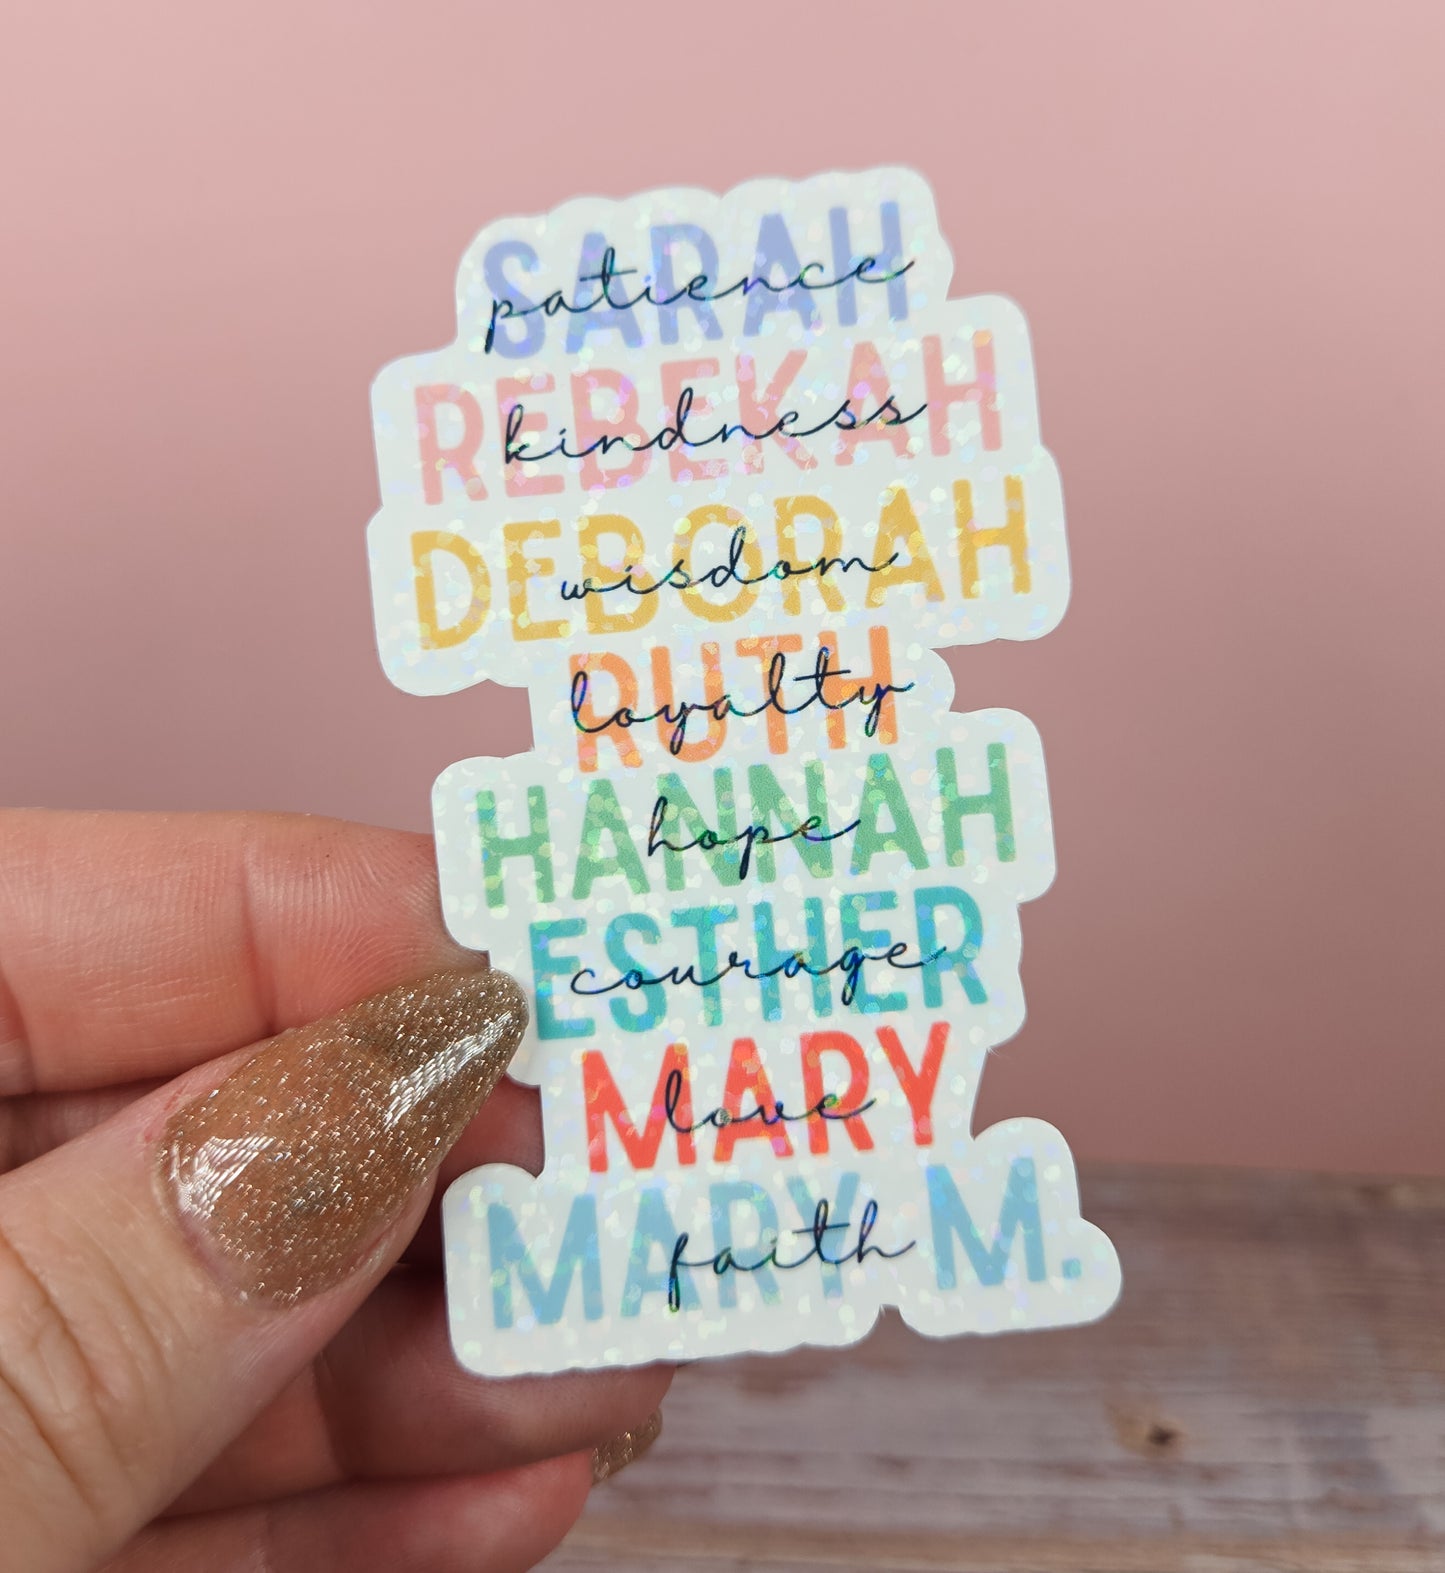 SARAH
patience
REBEKAH
kindness
DEBORAH
wisdom
RUTH
loyalty
HANNAH
hope
ESTHER
courage
MARY
love
MARY M.
faith